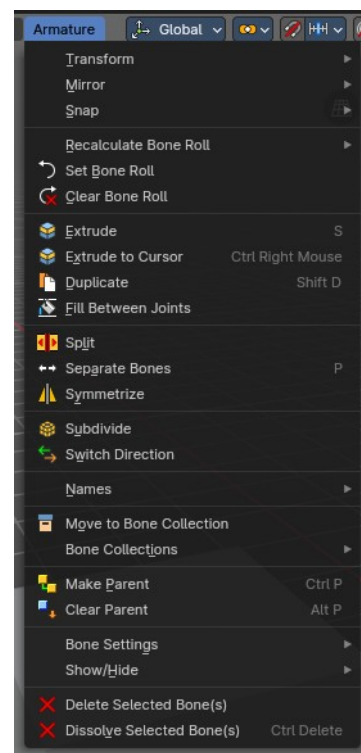 Armature Global
Transform
Mirror
Snap
Recalculate Bone Roll
Set Bone Roll
Clear Bone Roll
Extrude S
Extrude to Cursor Ctrl Right Mouse
Duplicate Shift D
Fill Between Joints
Split
Separate Bones P
Symmetrize
Subdivide
Switch Direction
Names
Move to Bone Collection
Bone Collections
Make Parent Ctrl P
Clear Parent Alt P
Bone Settings
Show/Hide
Delete Selected Bone(s)
Dissolve Selected Bone(s) Ctrl Delete